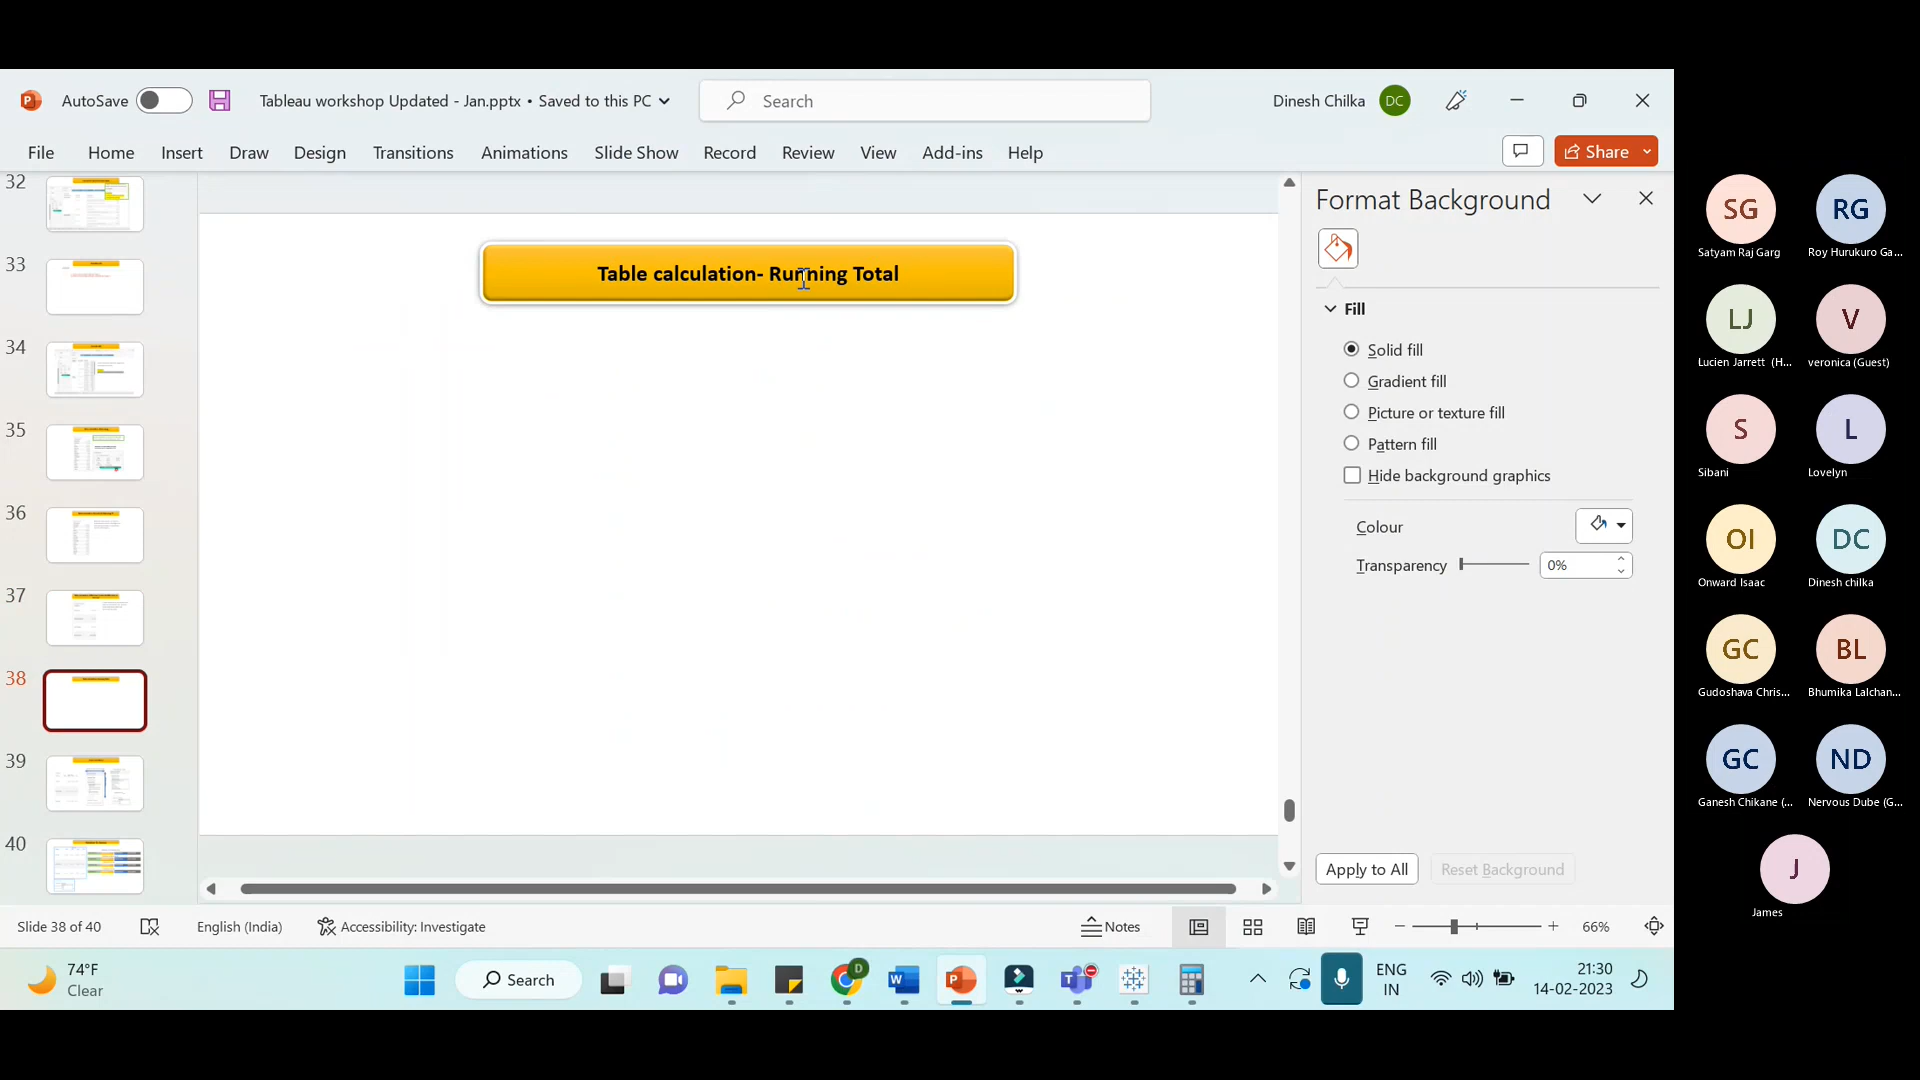 AutoSave
Tableau workshop Updated - Jan.pptx • Saved to this PC
Search
Dinesh Chilka
DC
File
Home
Insert
Draw
Design
Transitions
Animations
Slide Show
Record
Review
View
Add-ins
Help
Share
32
33
34
35
36
37
38
39
40
Table calculation- Running Total
Format Background
Fill
Solid fill
Gradient fill
Picture or texture fill
Pattern fill
Hide background graphics
Colour
Transparency
0%
Apply to All
Reset Background
Slide 38 of 40
English (India)
Accessibility: Investigate
Notes
66%
74°F
Clear
Search
D
ENG
IN
21:30
14-02-2023
SG
Satyam Raj Garg
RG
Roy Hurukuro Ga...
LJ
Lucien Jarrett (H...
V
veronica (Guest)
S
Sibani
L
Lovelyn
OI
Onward Isaac
DC
Dinesh chilka
GC
Gudoshava Chris...
BL
Bhumika Lalchan...
GC
Ganesh Chikane (...
ND
Nervous Dube (G...
J
James